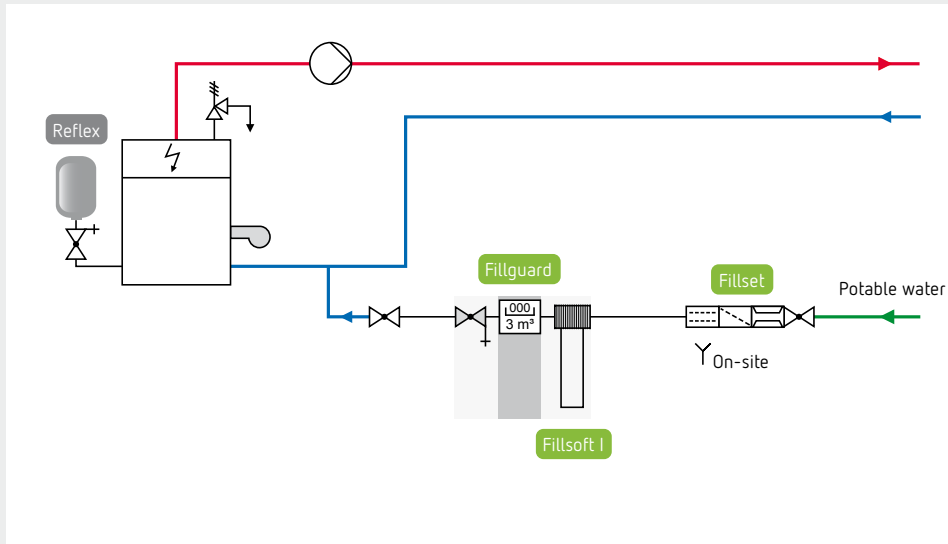 Reflex
Fillguard
Fillset
Potable water
000
3 m³
On-site
Fillsoft I